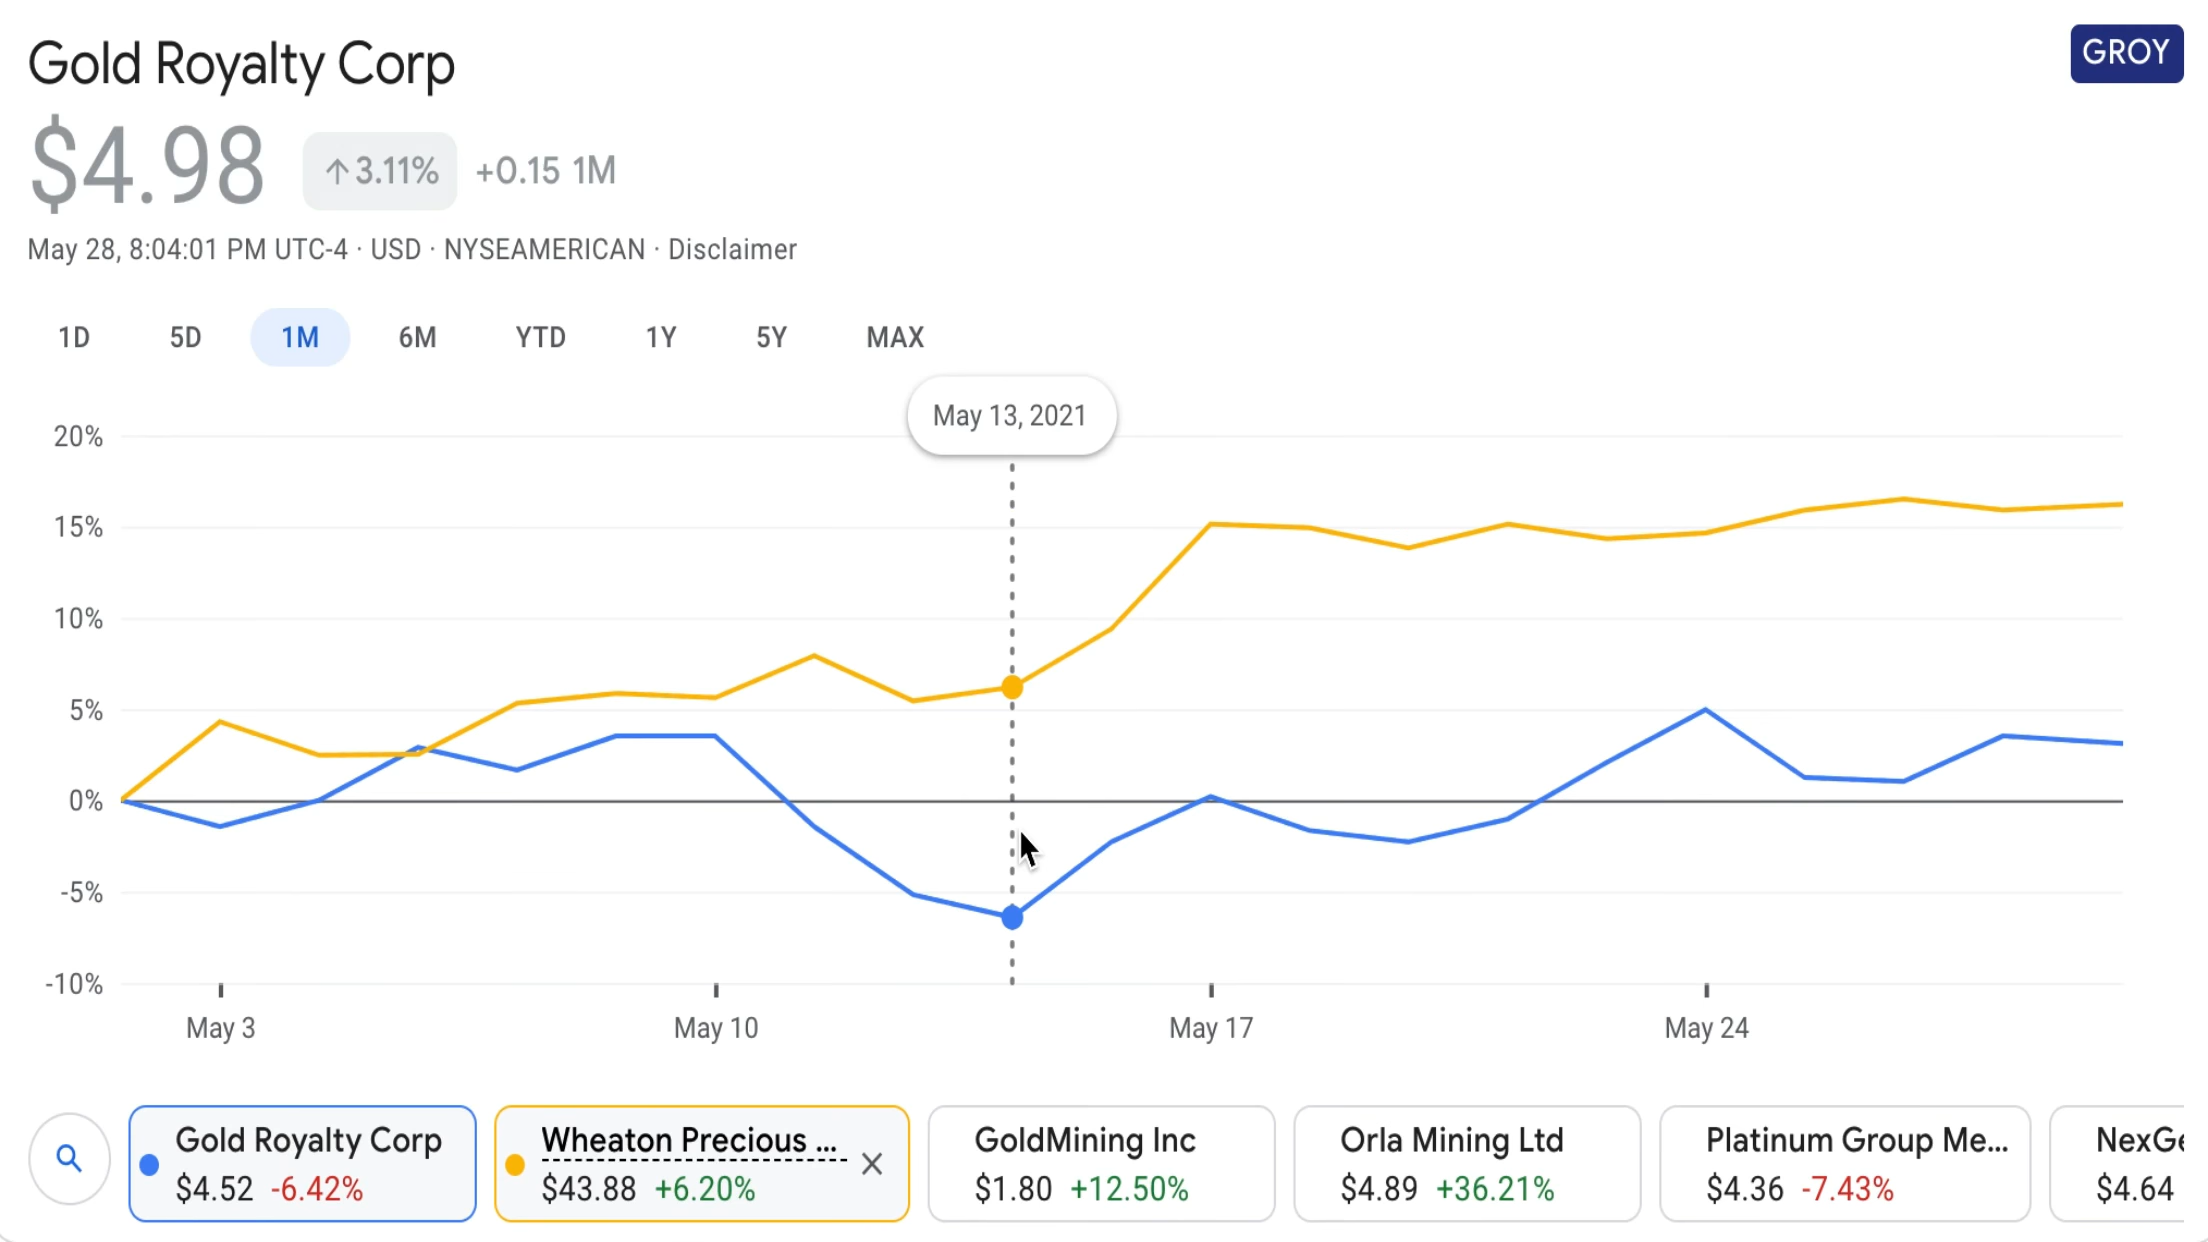 Gold Royalty Corp
GROY
$4.98 ↑3.11% +0.15 1M
May 28, 8:04:01 PM UTC-4 · USD · NYSEAMERICAN · Disclaimer
1D 5D 1M 6M YTD 1Y 5Y MAX
May 13, 2021
20%
15%
10%
5%
0%
-5%
-10%
May 3 May 10 May 17 May 24
Gold Royalty Corp
$4.52 -6.42%
Wheaton Precious ...
$43.88 +6.20%
GoldMining Inc
$1.80 +12.50%
Orla Mining Ltd
$4.89 +36.21%
Platinum Group Me...
$4.36 -7.43%
$4.64